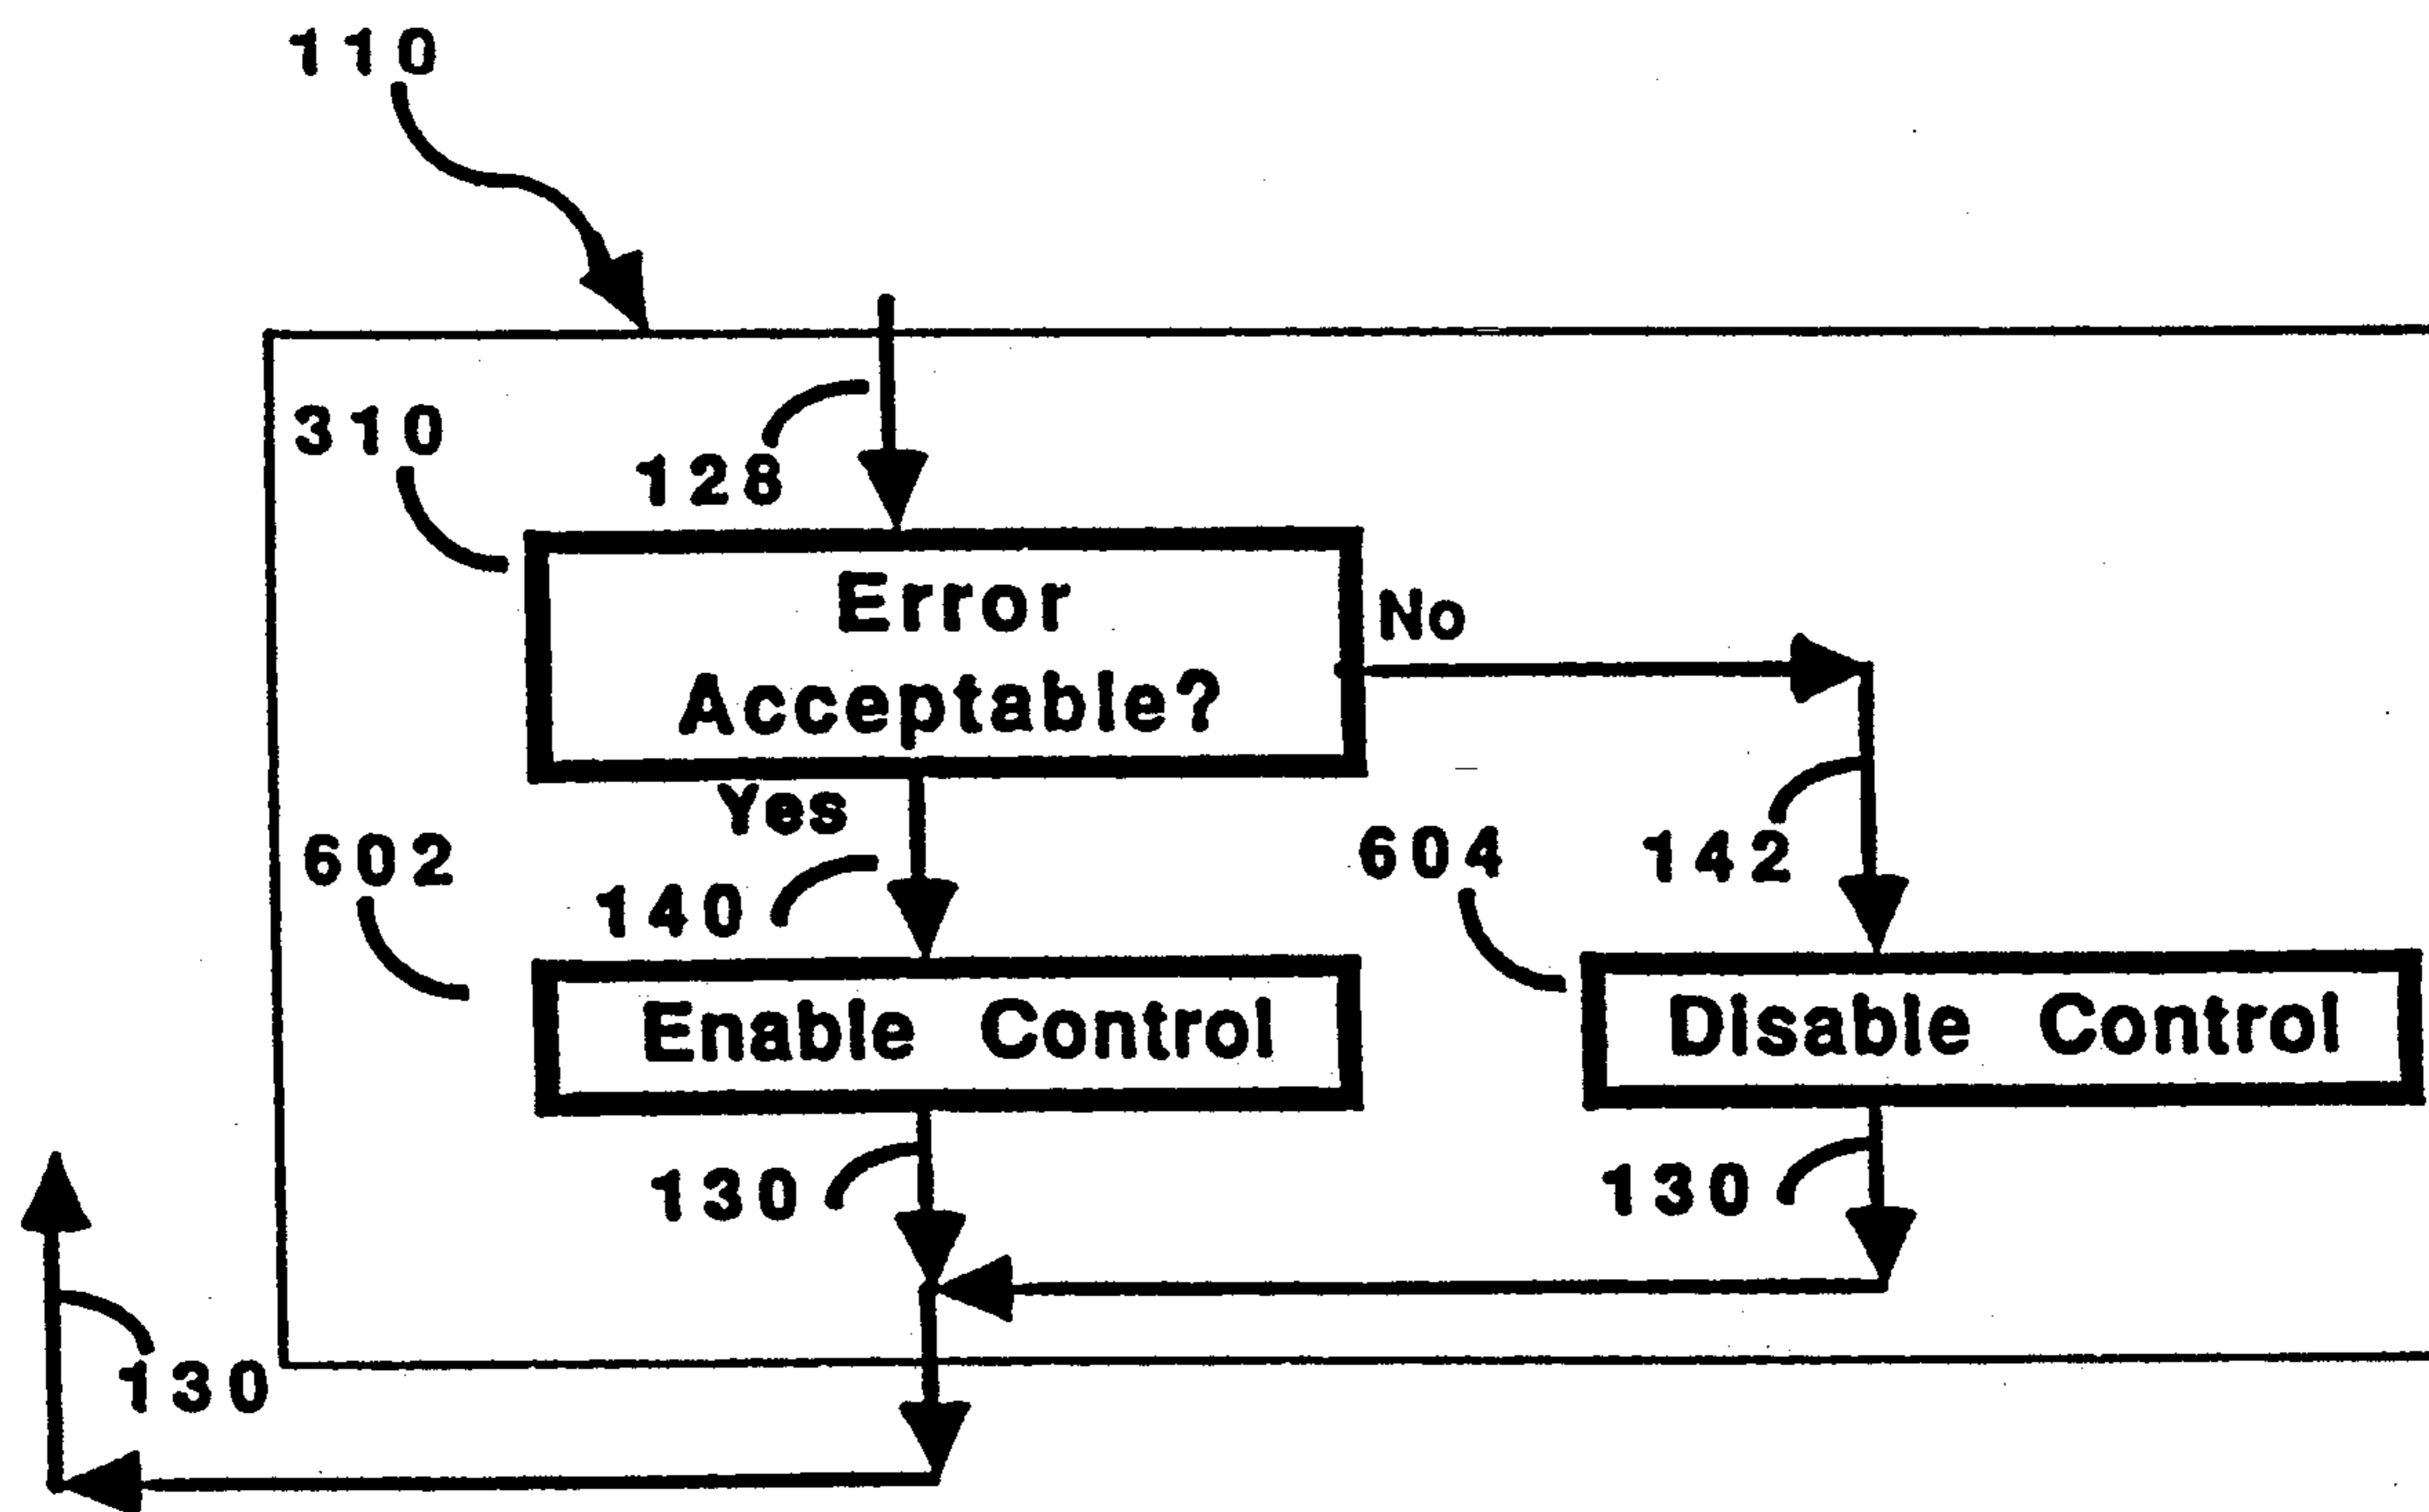 110
310
128
Error
Acceptable?
No
Yes
602
140
604
142
Enable Control
Disable Control
130
130
130